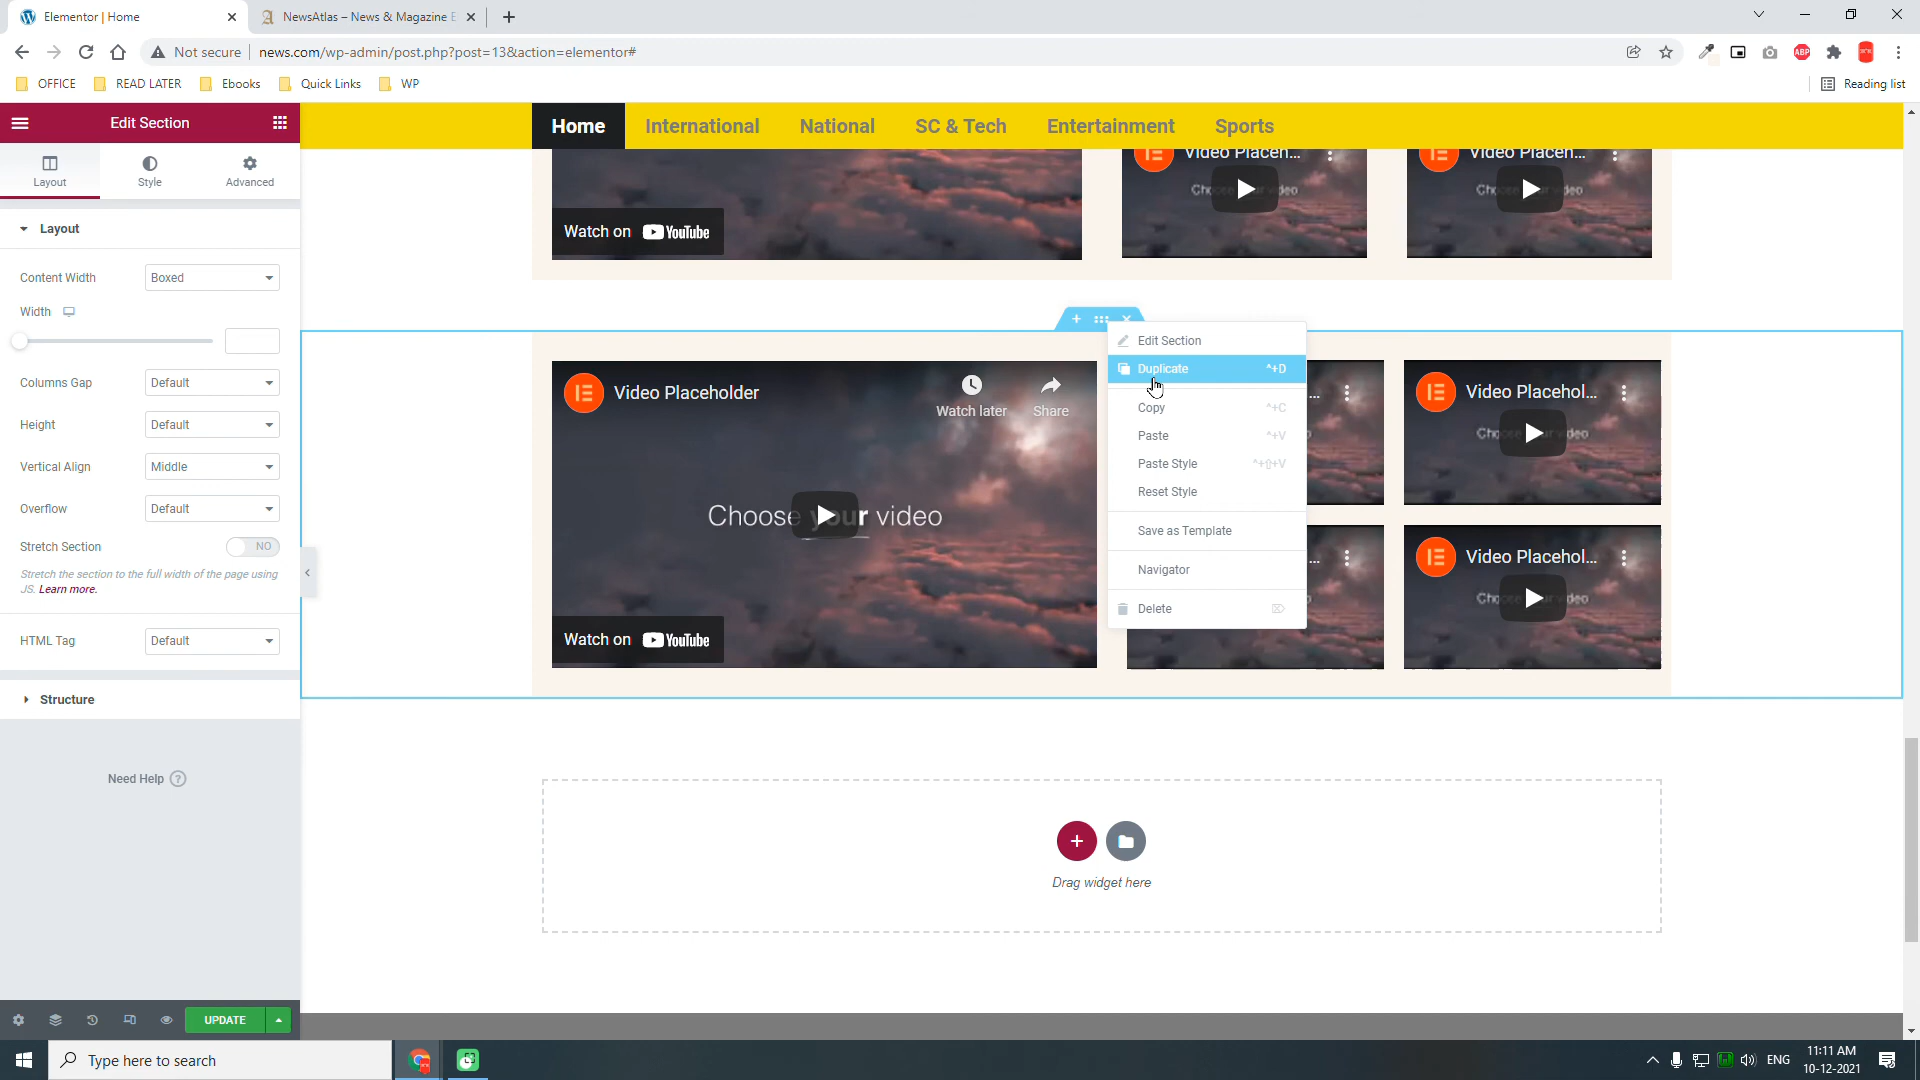 Elementor | Home
NewsAtlas – News & Magazine E
Not secure
news.com/wp-admin/post.php?post=13&action=elementor#
ABP
OFFICE
READ LATER
Ebooks
Quick Links
WP
Reading list
Edit Section
Layout
Style
Advanced
Layout
Content Width
Boxed
Width
Columns Gap
Default
Height
Default
Vertical Align
Middle
Overflow
Default
Stretch Section
NO
Stretch the section to the full width of the page using
JS. Learn more.
HTML Tag
Default
Structure
Need Help
UPDATE
Home
International
National
SC & Tech
Entertainment
Sports
Video Placeh...
Video Placeh...
Watch on YouTube
Edit Section
Duplicate
^+D
Copy
^+C
Paste
^+V
Paste Style
^+⇧+V
Reset Style
Save as Template
Navigator
Delete
Video Placeholder
Watch later
Share
Choose your video
Watch on YouTube
...
Video Placehol...
...
Video Placehol...
Drag widget here
Type here to search
ENG
11:11 AM
10-12-2021